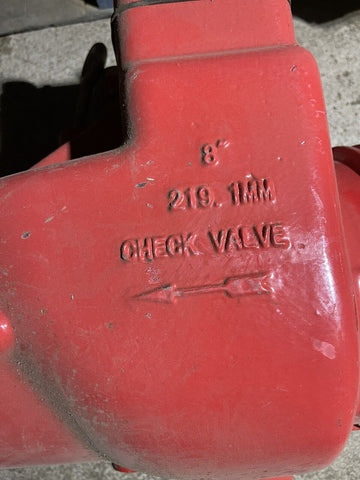 8"
219.1MM
CHECK VALVE